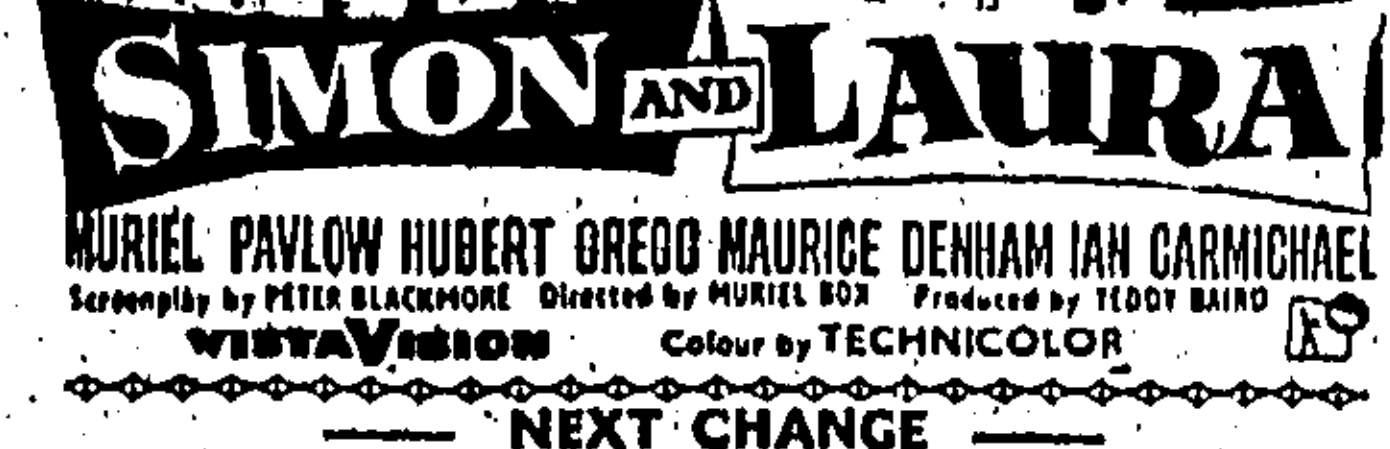 SIMON AND LAURA
MURIEL PAVLOW HUBERT GREGG MAURICE DENHAM IAN CARMICHAEL
Screenplay by PETER BLACKMORE Directed by MURIEL BOX Produced by TEDDY BAIRD
VISTAVISION Colour by TECHNICOLOR
NEXT CHANGE